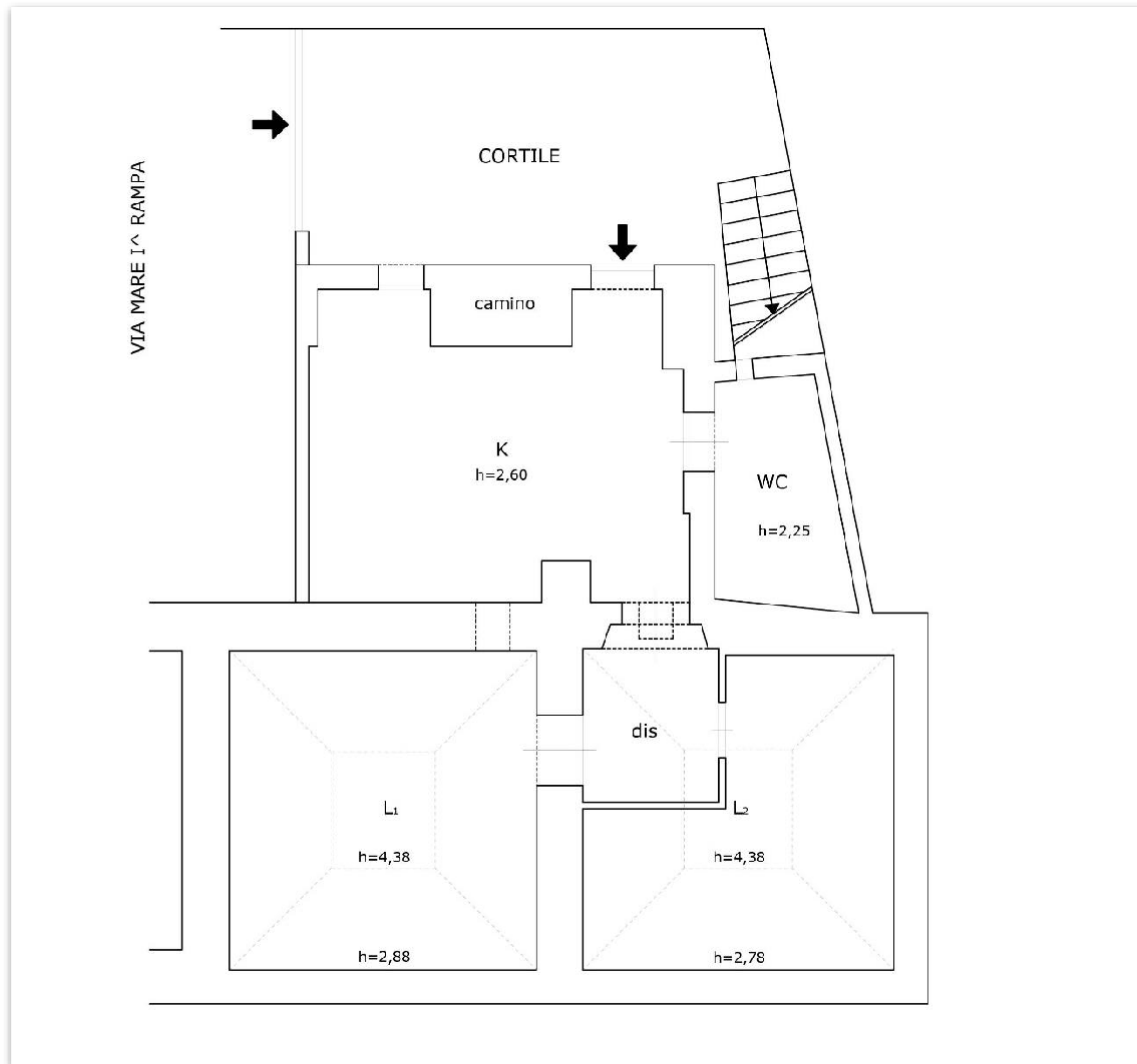 CORTILE
VIA MARE I^ RAMPA
camino
K
h=2,60
WC
h=2,25
dis
L₁
h=4,38
h=2,88
L₂
h=4,38
h=2,78